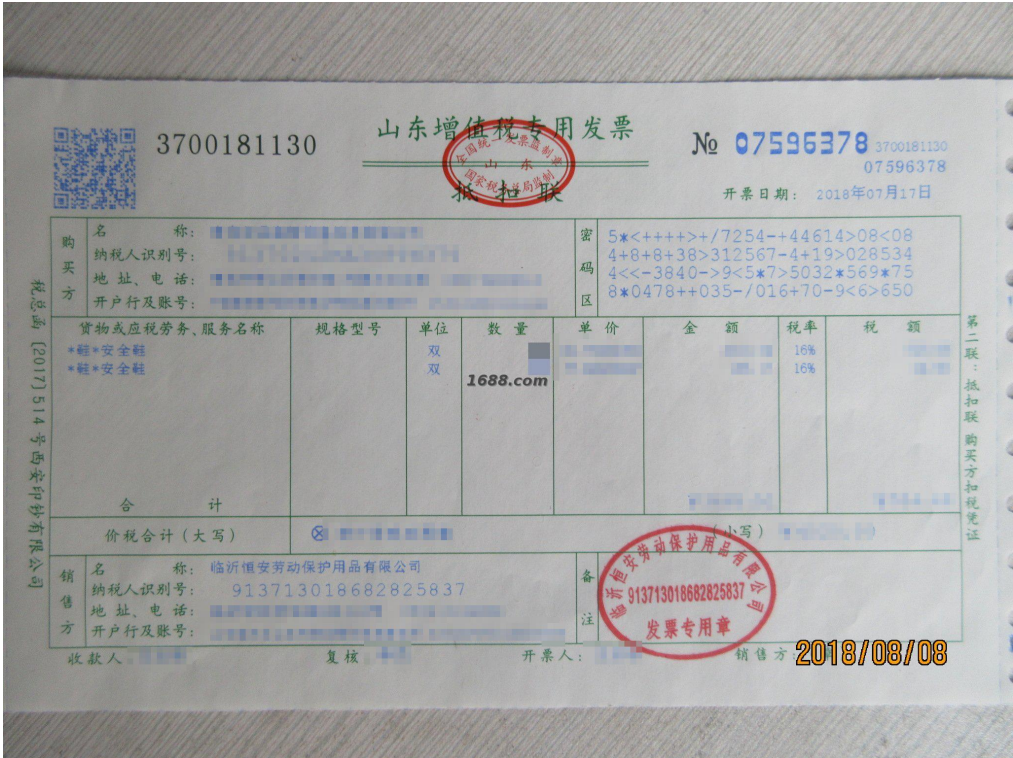 山东增值税专用发票
3700181130
№ 07596378 3700181130
07596378
全国统一发票监制章
山东
国家税务总局监制
抵扣联
开票日期: 2018年07月17日
购买方
名 称:
纳税人识别号:
地 址、电 话:
开户行及账号:
密码区
5*<++++>+/7254-+44614>08<08
4+8+8+38>312567-4+19>028534
4<<-3840->9<5*7>5032*569*75
8*0478++035-/016+70-9<6>650
货物或应税劳务、服务名称 规格型号 单位 数 量 单 价 金 额 税率 税 额
*鞋*安全鞋 双 16%
*鞋*安全鞋 双 16%
1688.com
合 计
价税合计(大写) (小写)
销售方
名 称: 临沂恒安劳动保护用品有限公司
纳税人识别号: 913713018682825837
地 址、电 话:
开户行及账号:
备注
临沂恒安劳动保护用品有限公司
913713018682825837
发票专用章
收款人 复核 开票人: 销售方:
2018/08/08
税总函〔2017〕514号西安印钞有限公司
第二联:抵扣联 购买方扣税凭证